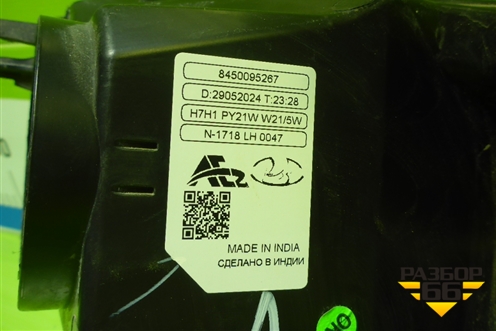 8450095267
D:29052024 T:23:28
H7H1 PY21W W21/5W
N-1718 LH 0047
MADE IN INDIA
СДЕЛАНО В ИНДИИ
РАЗБОР
66